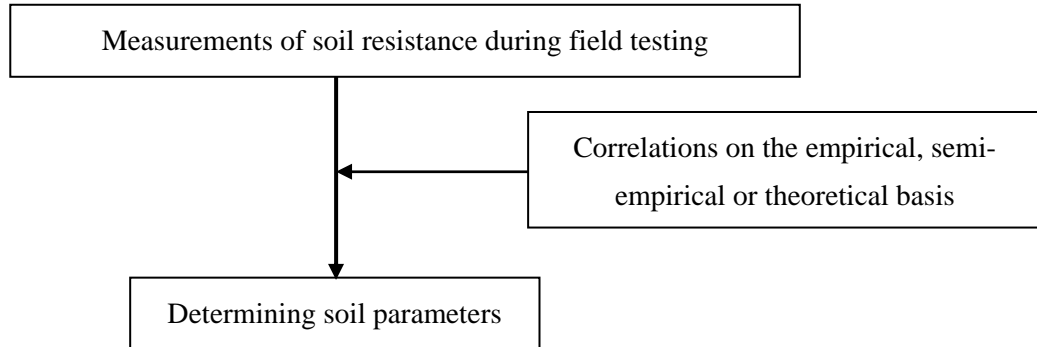 Measurements of soil resistance during field testing
Correlations on the empirical, semi-
empirical or theoretical basis
Determining soil parameters